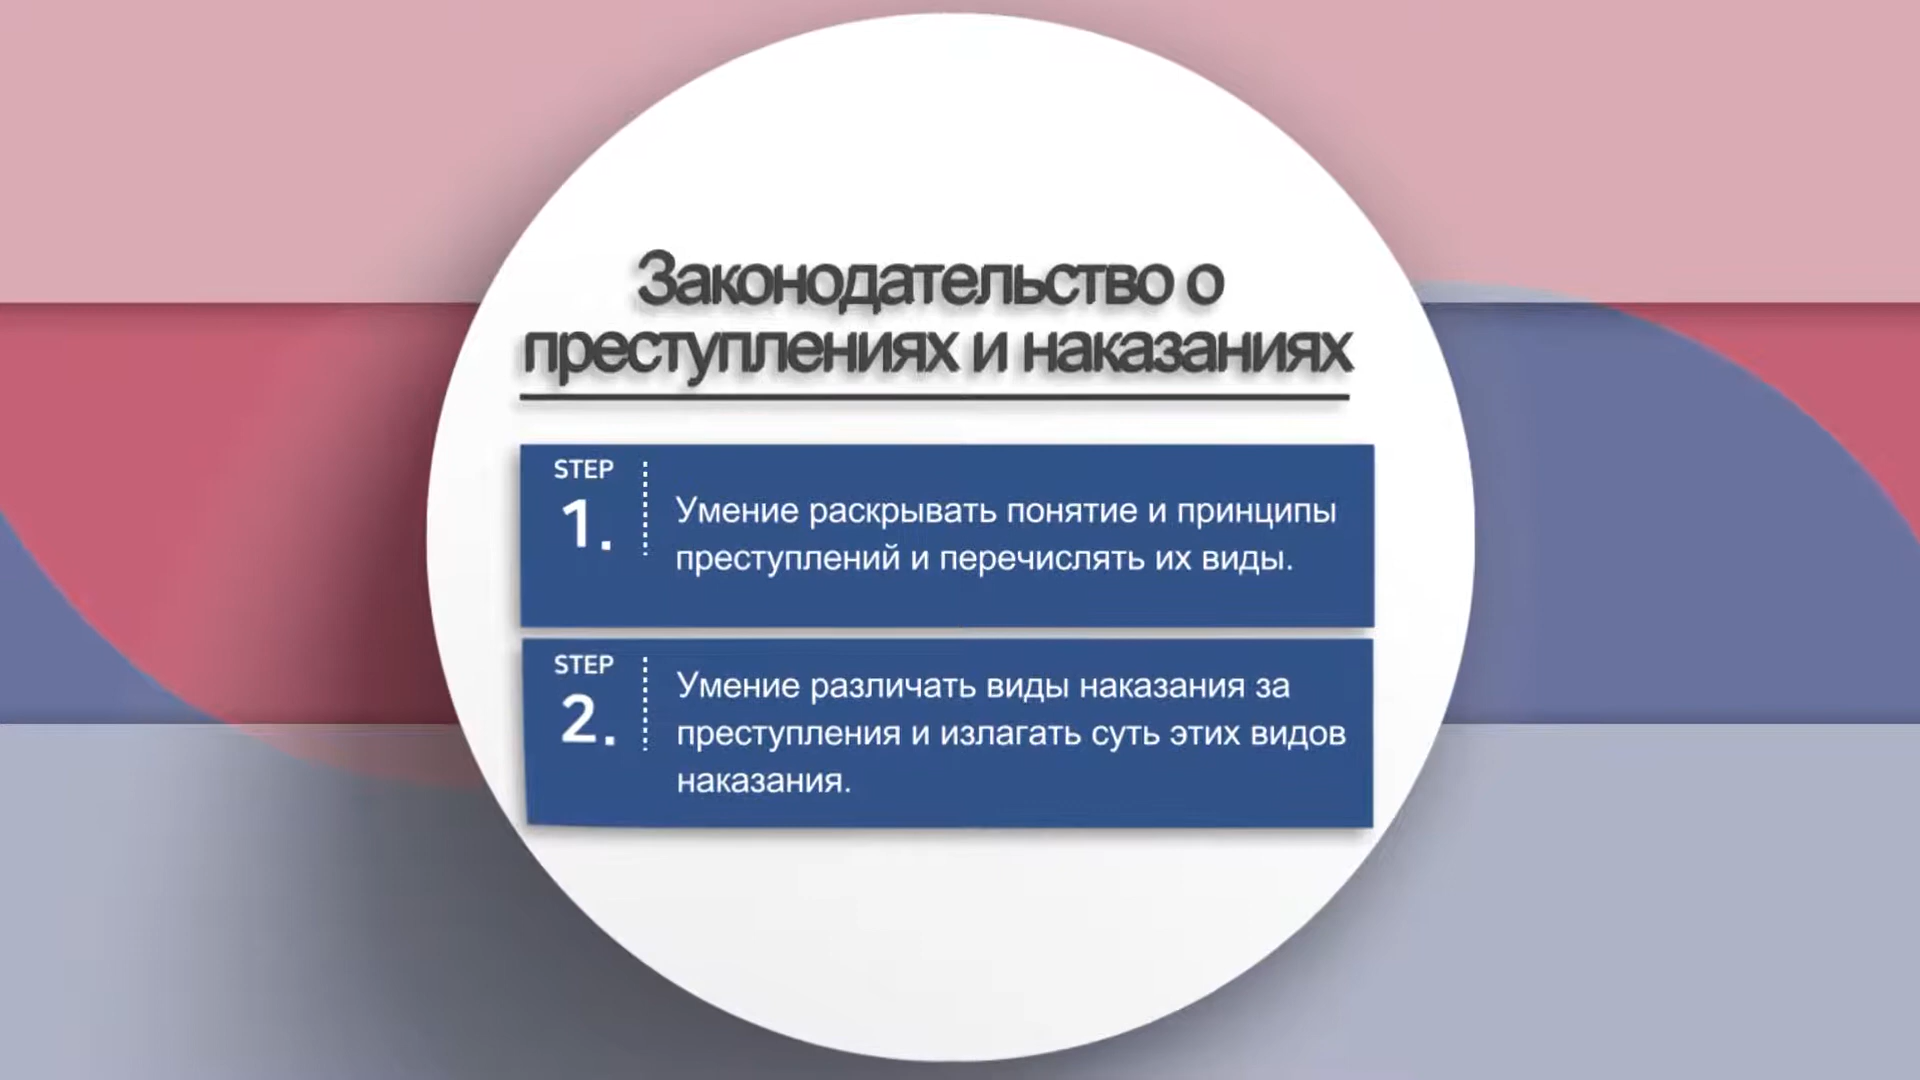 Законодательство о
преступлениях и наказаниях
STEP
1.
Умение раскрывать понятие и принципы
преступлений и перечислять их виды.
STEP
2.
Умение различать виды наказания за
преступления и излагать суть этих видов
наказания.